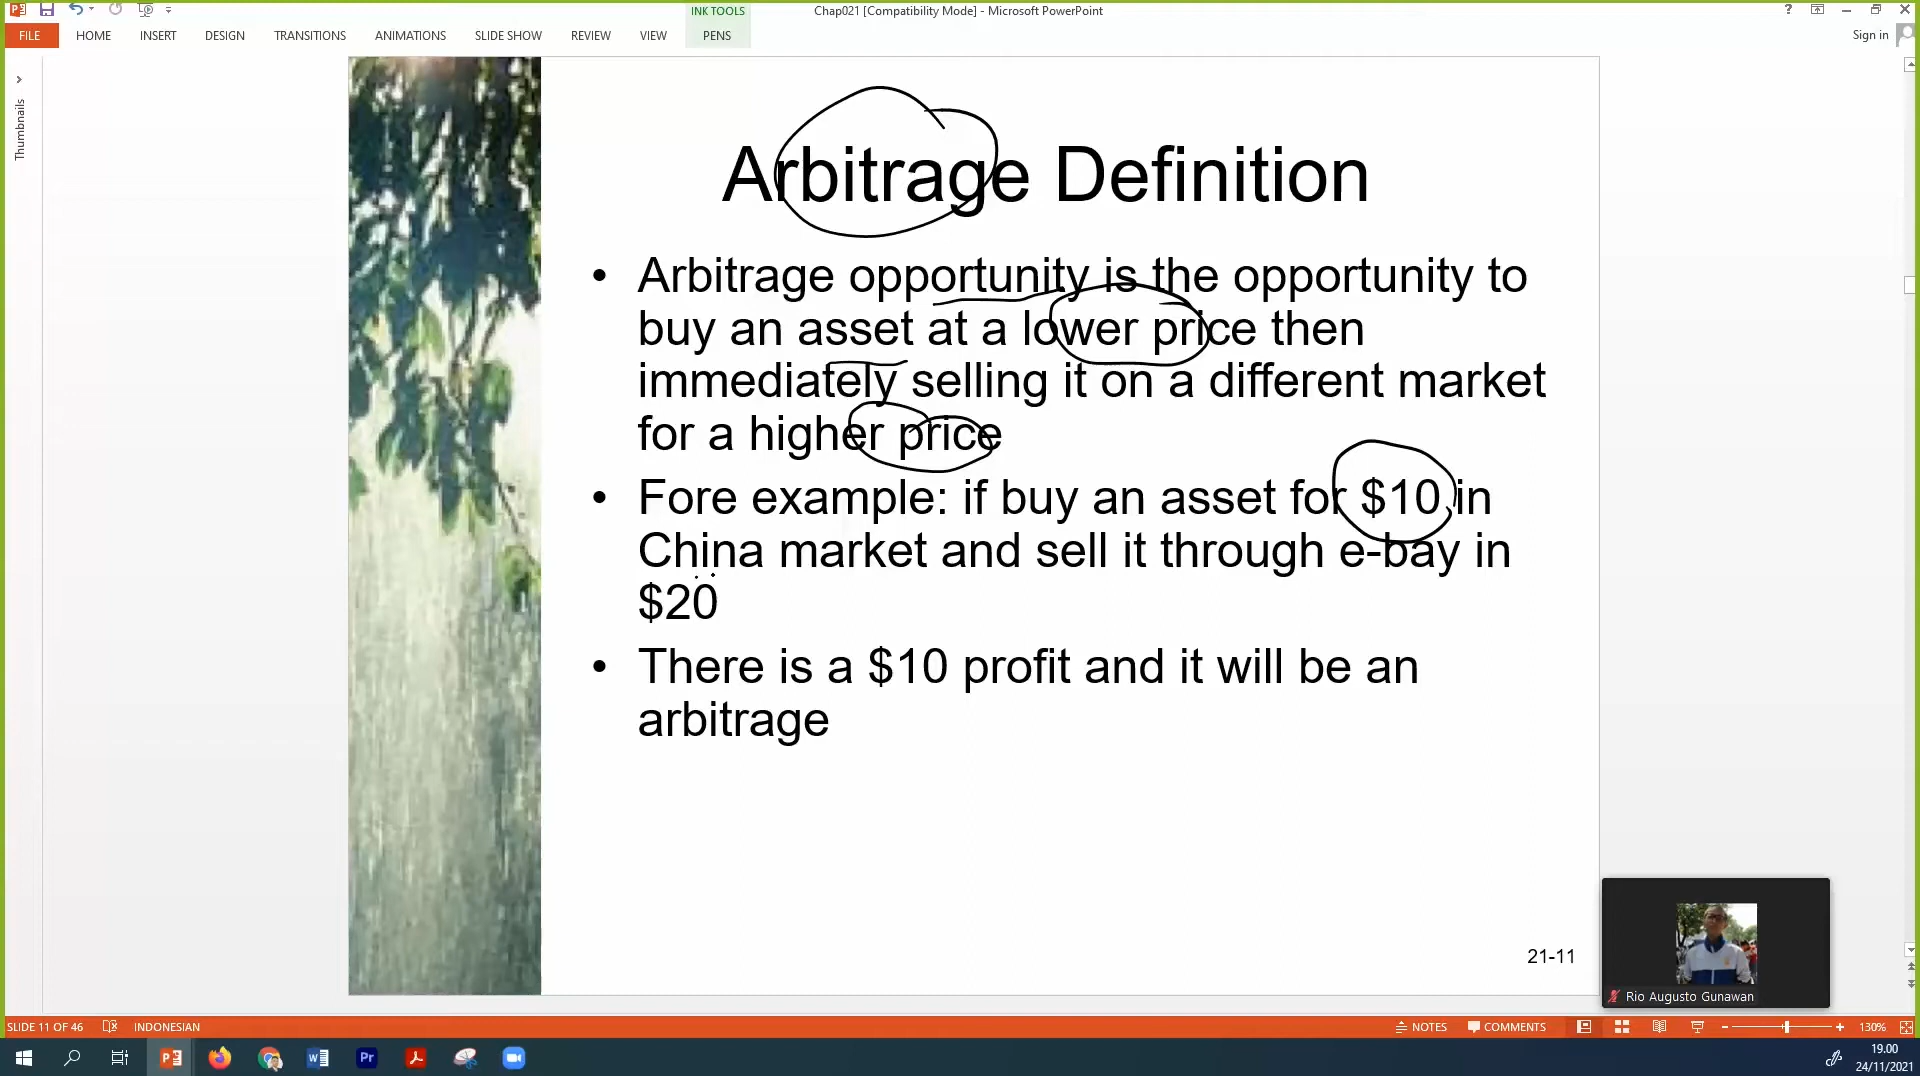 INK TOOLS
Chap021 [Compatibility Mode] - Microsoft PowerPoint
?
FILE
HOME
INSERT
DESIGN
TRANSITIONS
ANIMATIONS
SLIDE SHOW
REVIEW
VIEW
PENS
Sign in
Thumbnails
Arbitrage Definition
• Arbitrage opportunity is the opportunity to
buy an asset at a lower price then
immediately selling it on a different market
for a higher price
• Fore example: if buy an asset for $10 in
China market and sell it through e-bay in
$20
• There is a $10 profit and it will be an
arbitrage
21-11
Rio Augusto Gunawan
SLIDE 11 OF 46
INDONESIAN
NOTES
COMMENTS
130%
Pr
19.00
24/11/2021